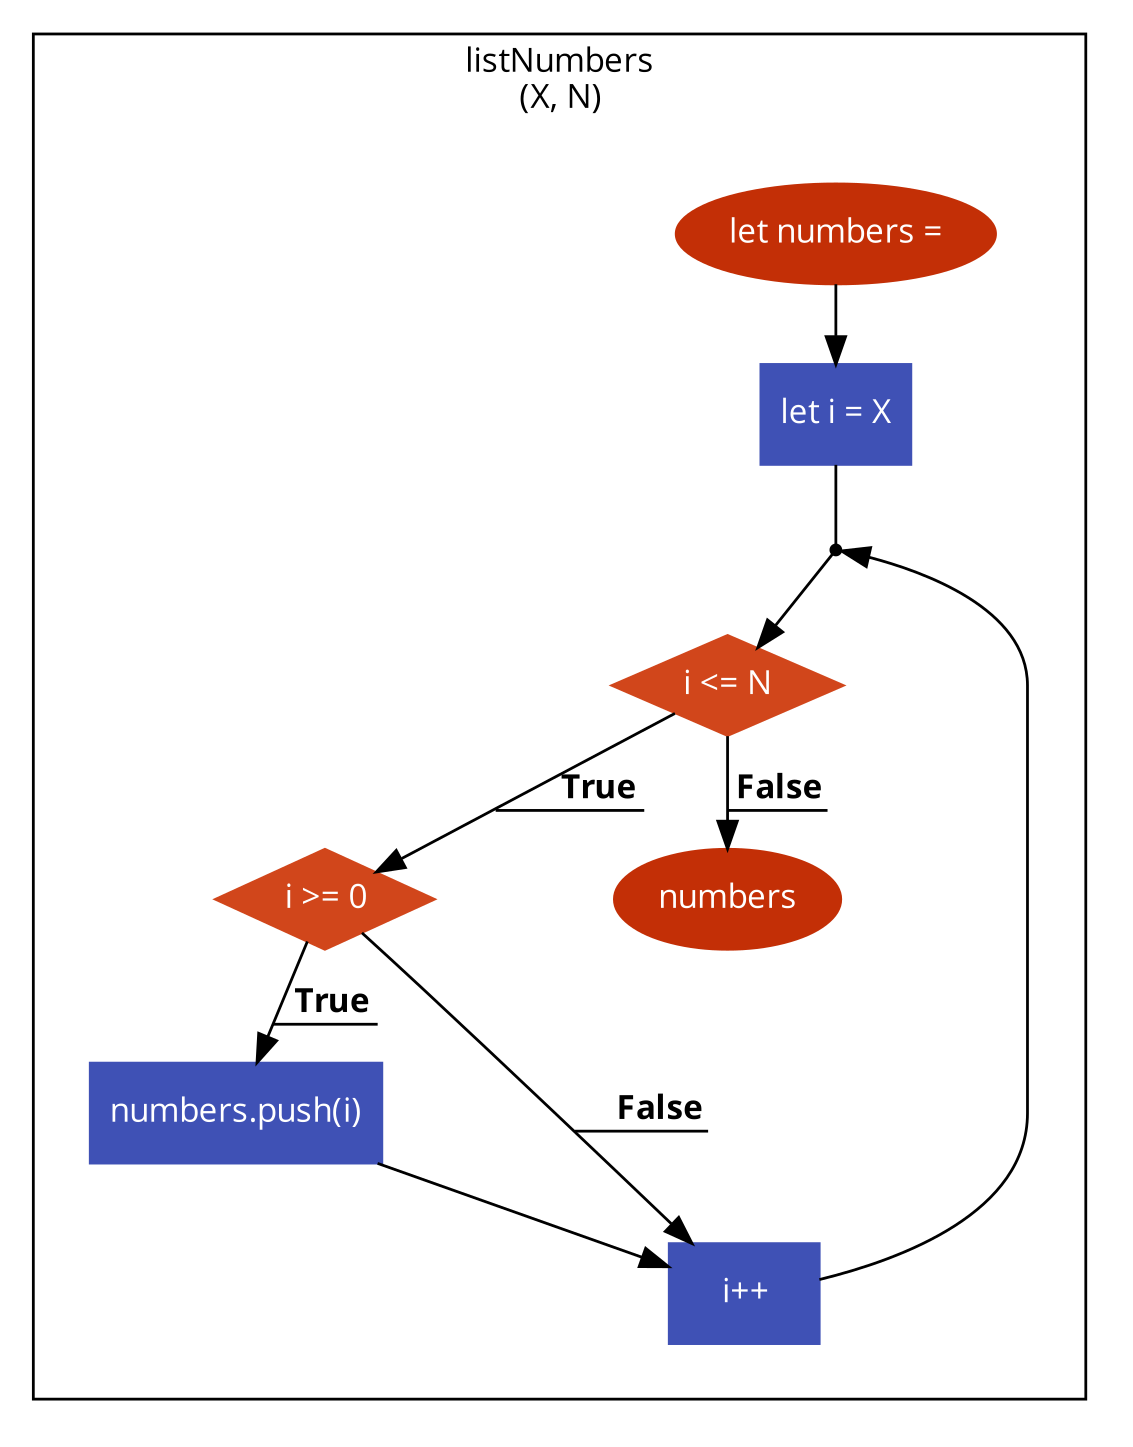 listNumbers
(X, N)
let numbers =
let i = X
i <= N
True
False
i >= 0
numbers
True
numbers.push(i)
False
i++